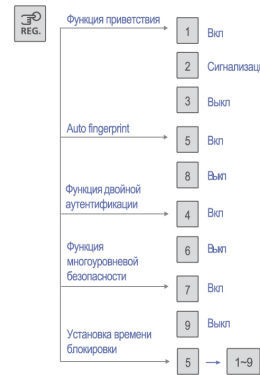 REG.
Функция приветствия
1 Вкл
2 Сигнализац
3 Выкл
Auto fingerprint
5 Вкл
8 Выкл
Функция двойной
аутентификации
4 Вкл
6 Выкл
Функция
многоуровневой
безопасности
7 Вкл
9 Выкл
Установка времени
блокировки
5 → 1~9